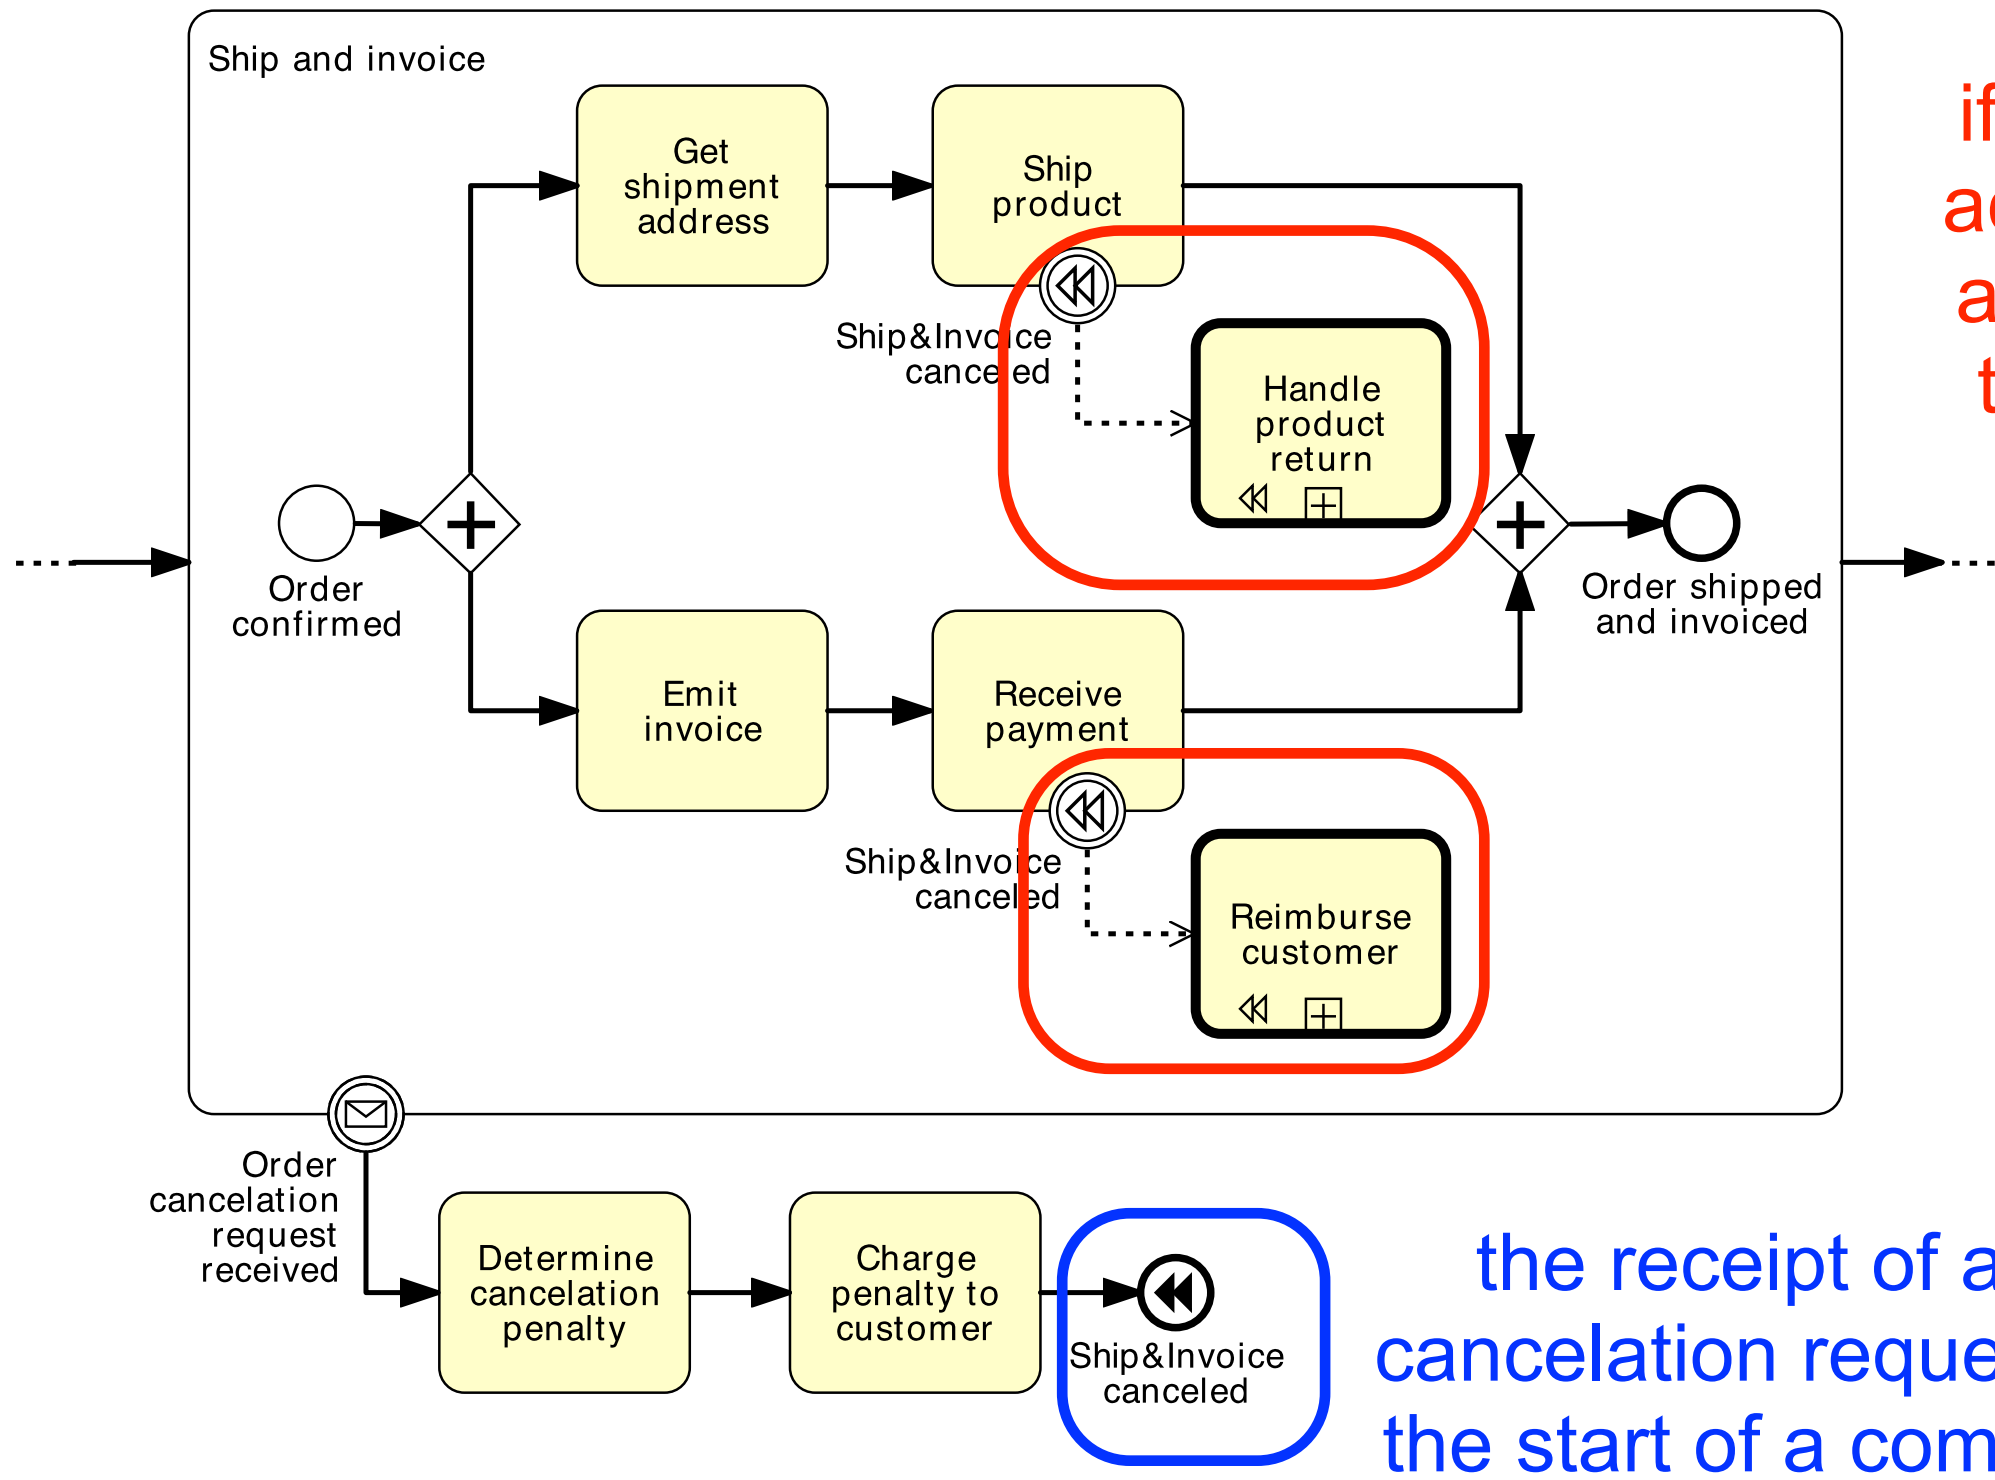 Ship and invoice
Get
shipment
address
Ship
product
Ship&Invoice
canceled
Handle
product
return
Order
confirmed
Order shipped
and invoiced
Emit
invoice
Receive
payment
Ship&Invoice
canceled
Reimburse
customer
Order
cancelation
request
received
Determine
cancelation
penalty
Charge
penalty to
customer
Ship&Invoice
canceled
if
the receipt of a
cancelation
the start of a